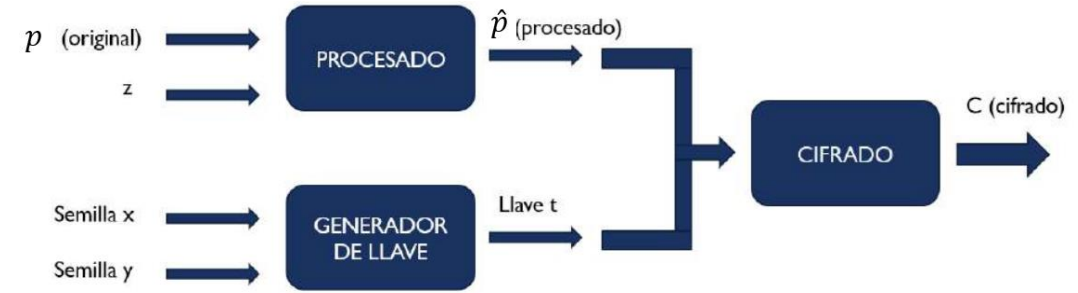 p (original)
z
PROCESADO
p̂ (procesado)
Semilla x
Semilla y
GENERADOR
DE LLAVE
Llave t
CIFRADO
C (cifrado)